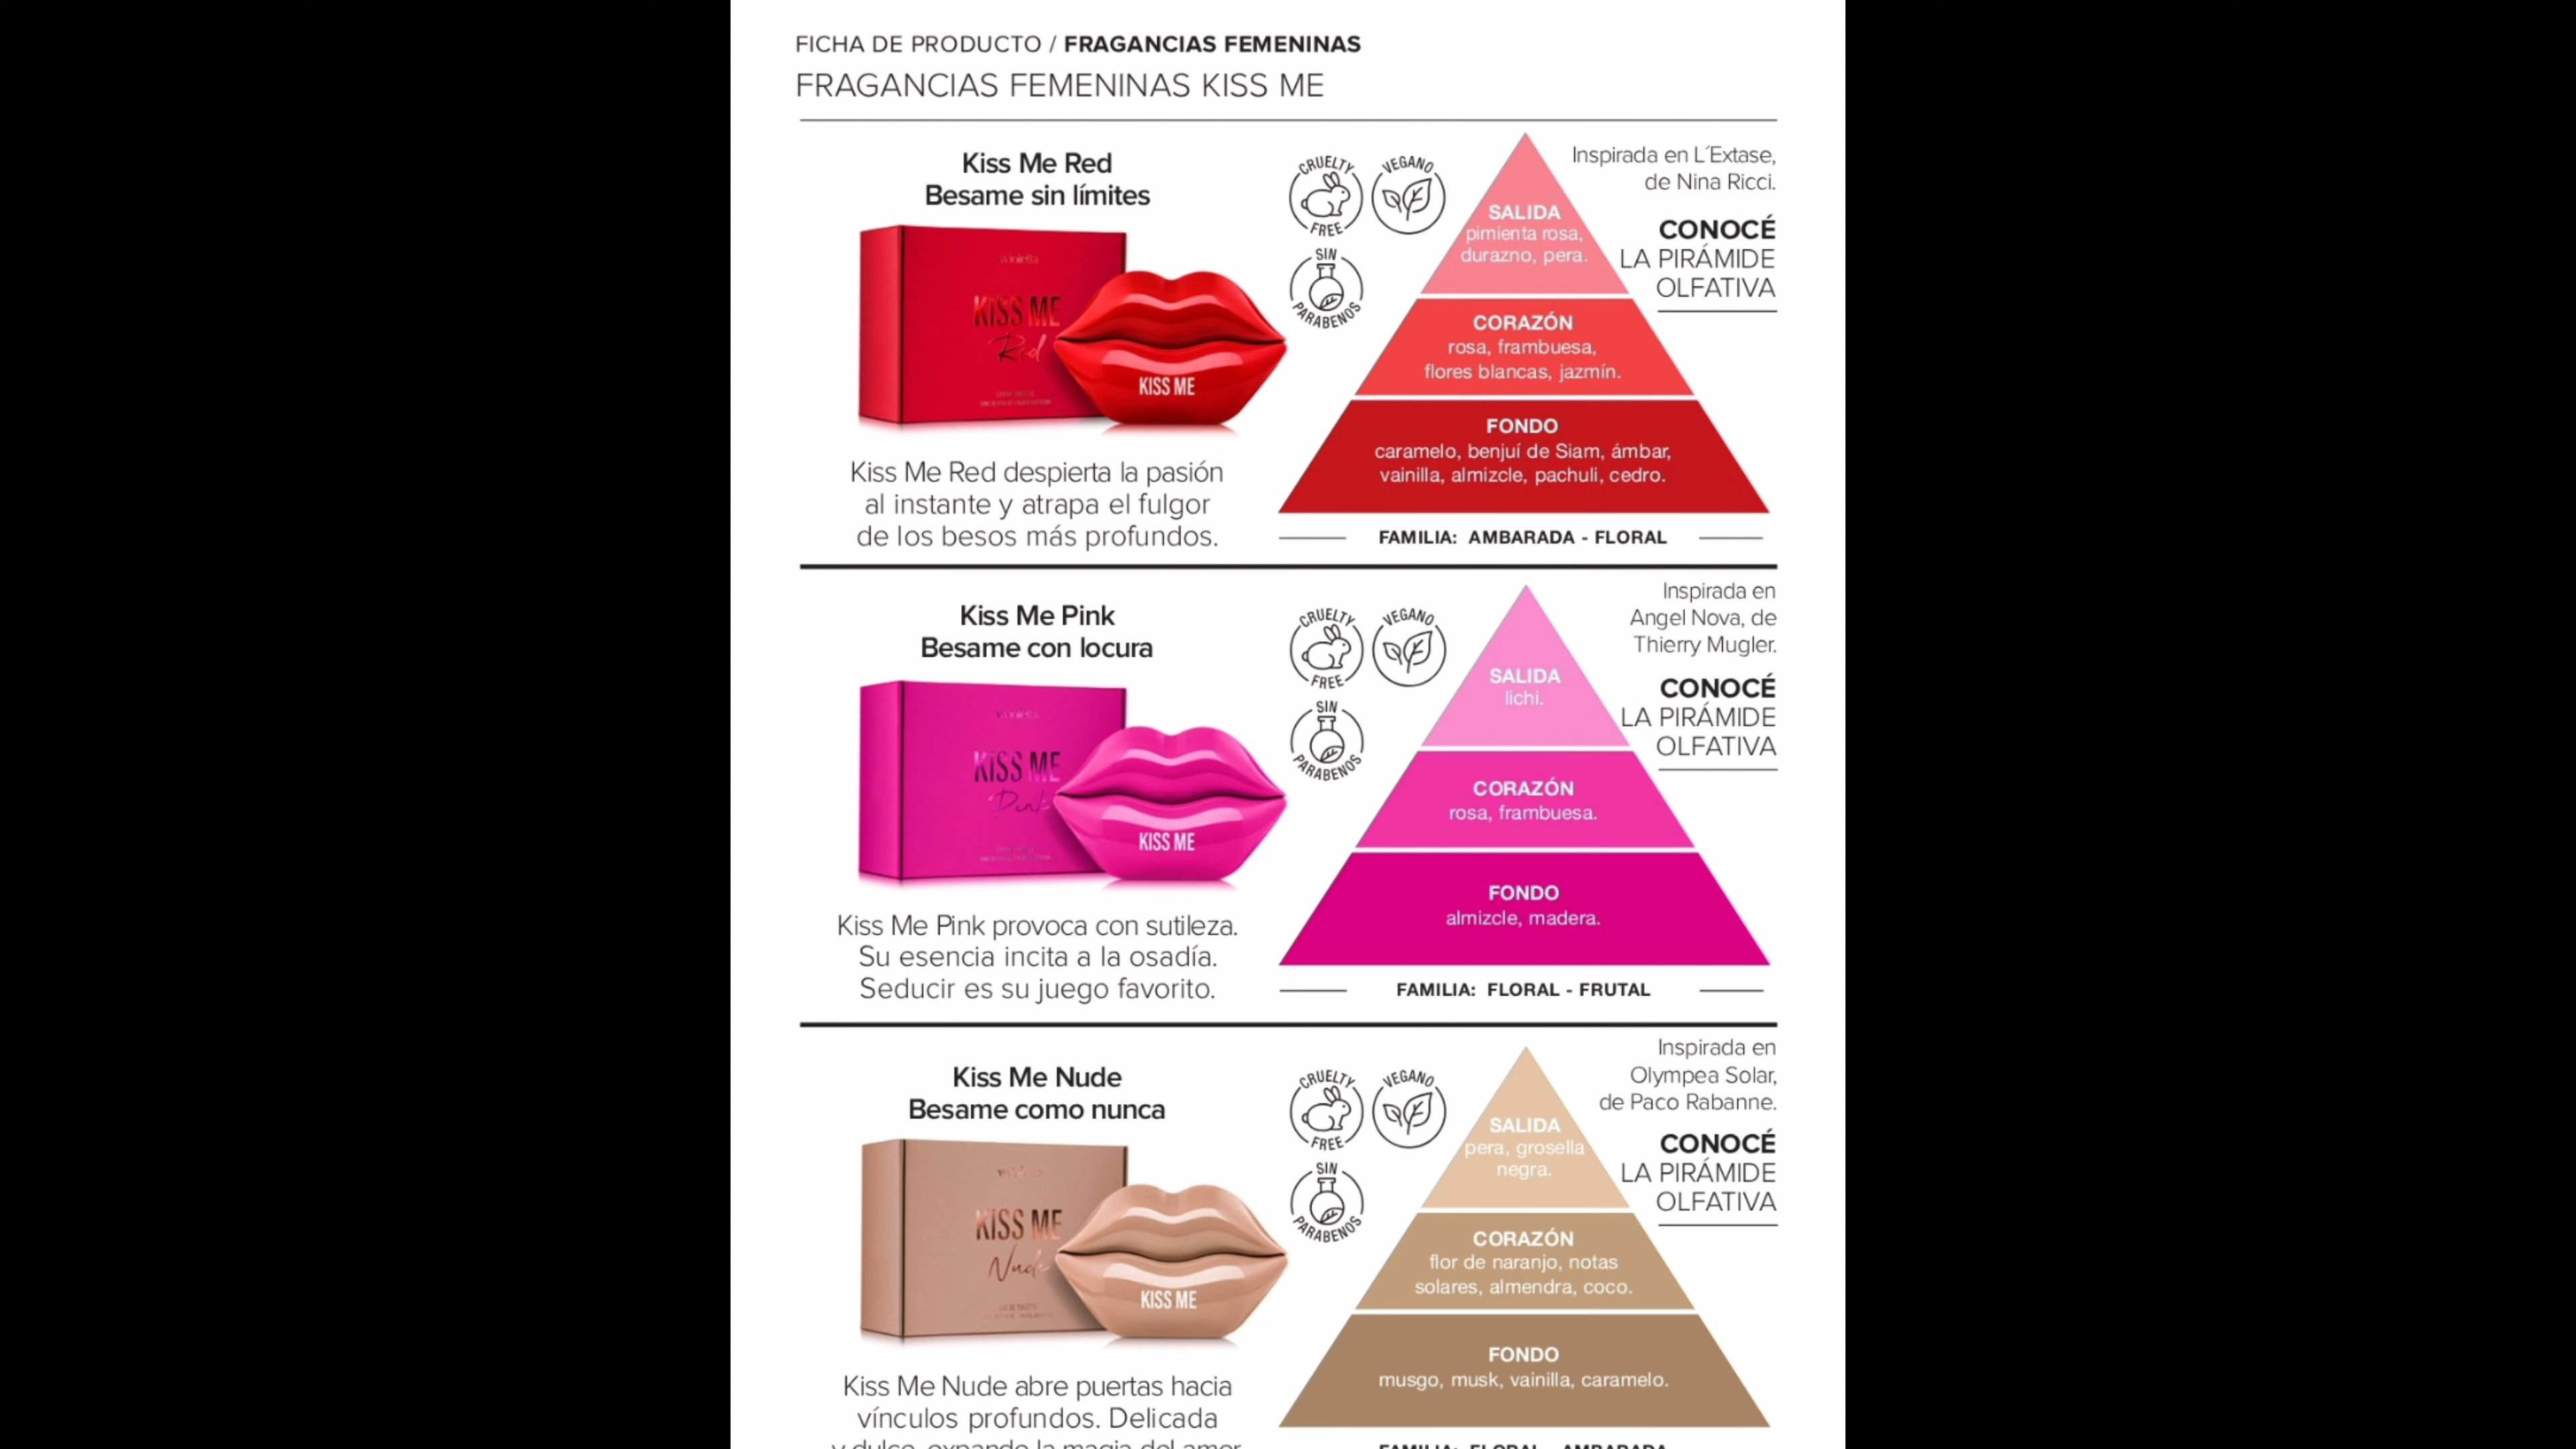 FICHA DE PRODUCTO / FRAGANCIAS FEMENINAS
FRAGANCIAS FEMENINAS KISS ME
Kiss Me Red
Besame sin límites
KISS ME
Red
KISS ME
Kiss Me Red despierta la pasión
al instante y atrapa el fulgor
de los besos más profundos.
CRUELTY
FREE
VEGANO
SIN
PARABENOS
SALIDA
pimienta rosa,
durazno, pera.
CORAZÓN
rosa, frambuesa,
flores blancas, jazmín.
FONDO
caramelo, benjuí de Siam, ámbar,
vainilla, almizcle, pachuli, cedro.
FAMILIA: AMBARADA - FLORAL
Inspirada en L´Extase,
de Nina Ricci.
CONOCÉ
LA PIRÁMIDE
OLFATIVA
Kiss Me Pink
Besame con locura
KISS ME
Pink
KISS ME
Kiss Me Pink provoca con sutileza.
Su esencia incita a la osadía.
Seducir es su juego favorito.
CRUELTY
FREE
VEGANO
SIN
PARABENOS
SALIDA
lichi.
CORAZÓN
rosa, frambuesa.
FONDO
almizcle, madera.
FAMILIA: FLORAL - FRUTAL
Inspirada en
Angel Nova, de
Thierry Mugler.
CONOCÉ
LA PIRÁMIDE
OLFATIVA
Kiss Me Nude
Besame como nunca
KISS ME
Nude
KISS ME
Kiss Me Nude abre puertas hacia
vínculos profundos. Delicada
y dulce, expande la magia del amor
CRUELTY
FREE
VEGANO
SIN
PARABENOS
SALIDA
pera, grosella
negra.
CORAZÓN
flor de naranjo, notas
solares, almendra, coco.
FONDO
musgo, musk, vainilla, caramelo.
FAMILIA: FLORAL - AMBARADA
Inspirada en
Olympea Solar,
de Paco Rabanne.
CONOCÉ
LA PIRÁMIDE
OLFATIVA